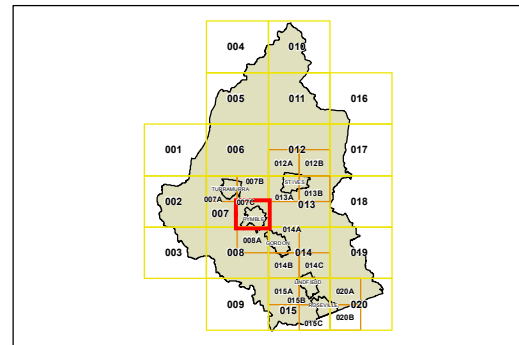 004 010
005 011 016
001 006 012 017
012A 012B
TURRAMURRA 007B ST IVES
002 007A 007C 013A 013B 013 018
007 PYMBLE
008A GORDON 014A
003 008 014 019
014B 014C
LINDFIELD
009 015A 020A
015B ROSEVILLE 020
015 015C 020B